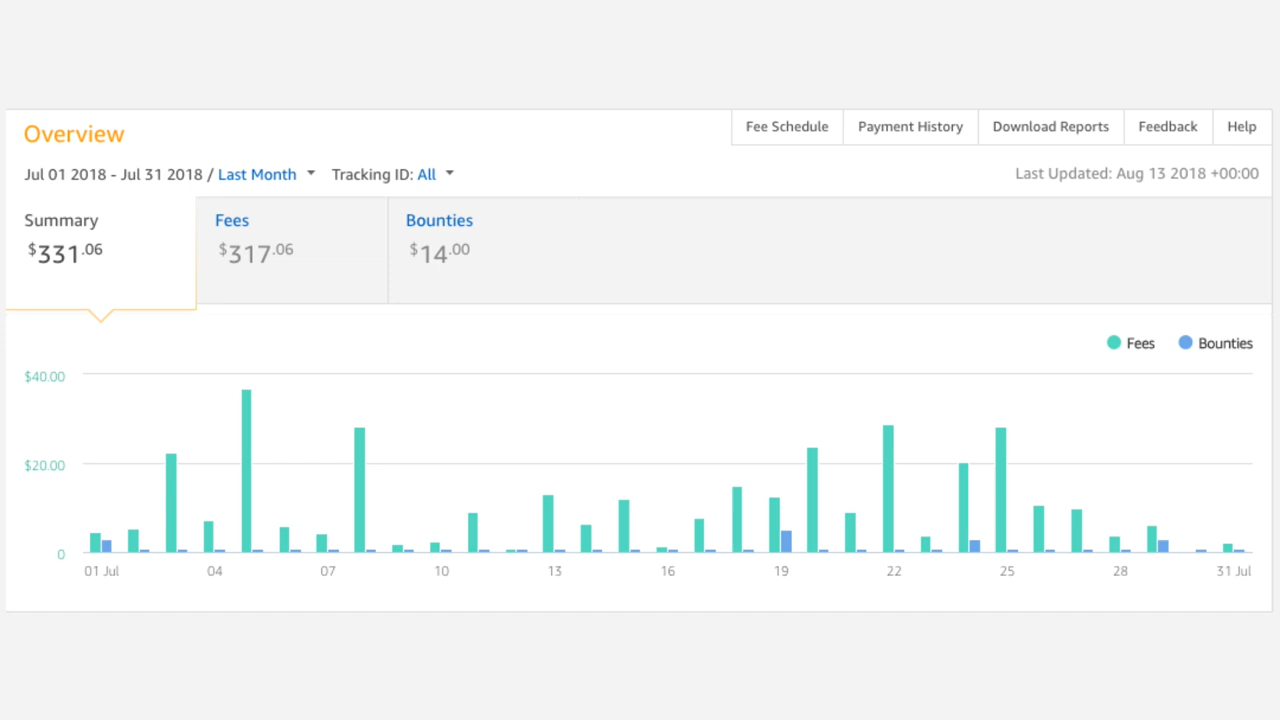 Overview
Fee Schedule
Payment History
Download Reports
Feedback
Help
Jul 01 2018 - Jul 31 2018 / Last Month Tracking ID: All
Last Updated: Aug 13 2018 +00:00
Summary
$331.06
Fees
$317.06
Bounties
$14.00
Fees
Bounties
$40.00
$20.00
0
01 Jul 04 07 10 13 16 19 22 25 28 31 Jul